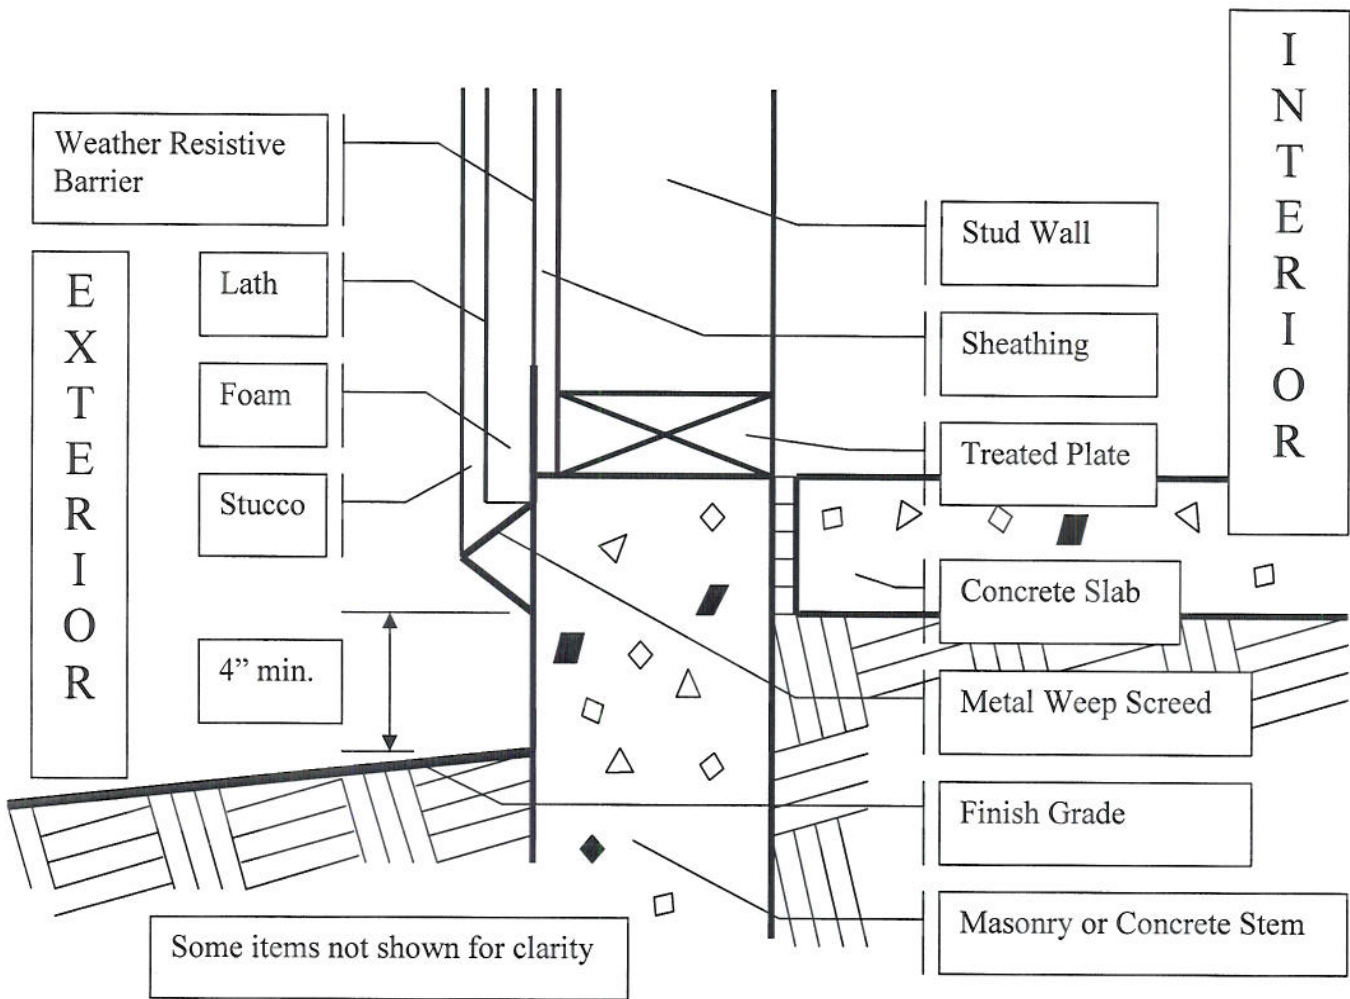 INTERIOR
Weather Resistive
Barrier
EXTERIOR
Lath
Foam
Stucco
4” min.
Stud Wall
Sheathing
Treated Plate
Concrete Slab
Metal Weep Screed
Finish Grade
Masonry or Concrete Stem
Some items not shown for clarity